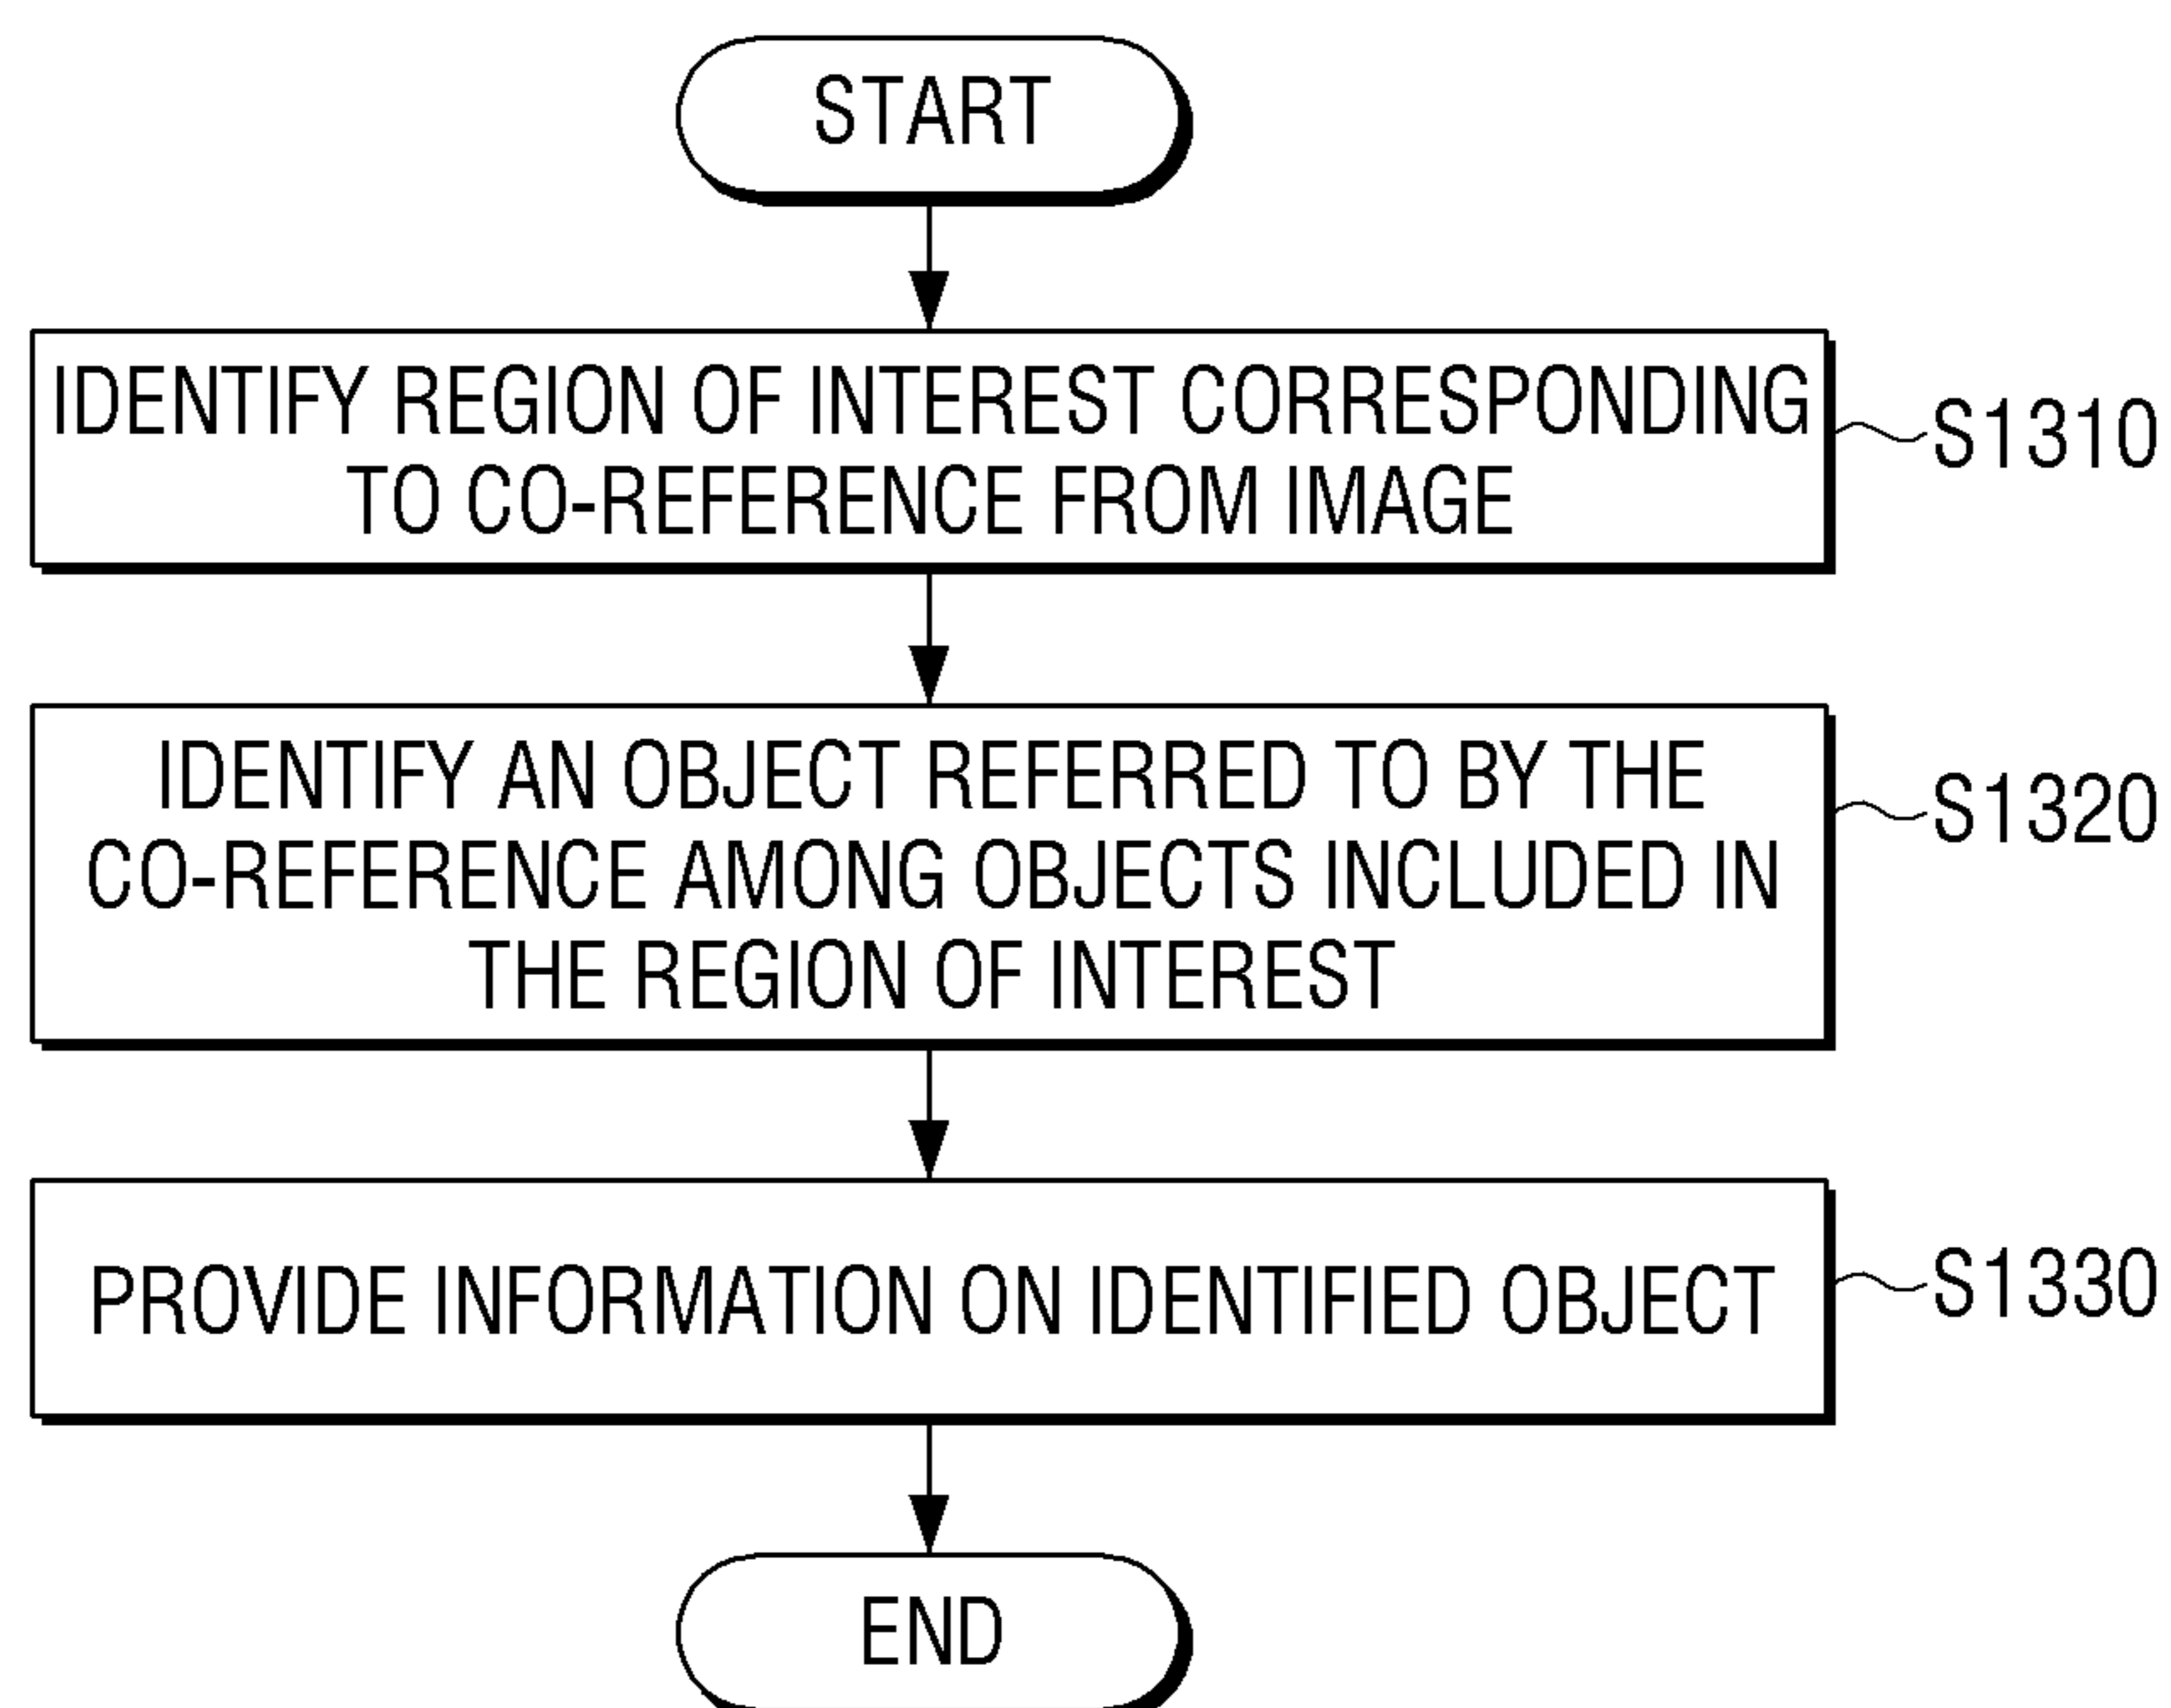 START
IDENTIFY REGION OF INTEREST CORRESPONDING
TO CO-REFERENCE FROM IMAGE
S1310
IDENTIFY AN OBJECT REFERRED TO BY THE
CO-REFERENCE AMONG OBJECTS INCLUDED IN
THE REGION OF INTEREST
S1320
PROVIDE INFORMATION ON IDENTIFIED OBJECT
S1330
END